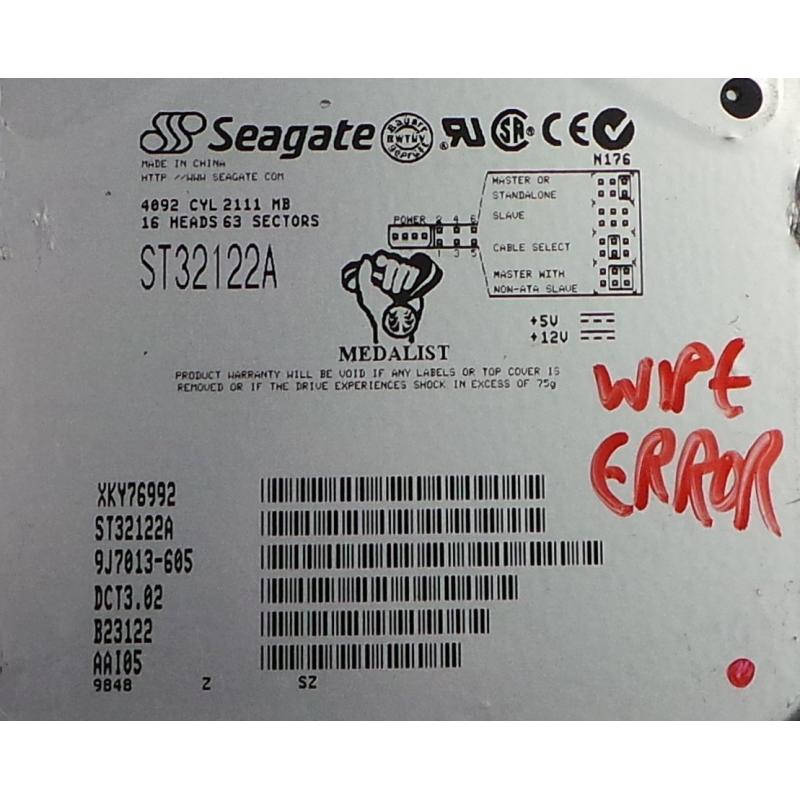 Seagate
Bauart
RWTÜV
geprüft
N176
MADE IN CHINA
HTTP //WWW SEAGATE COM
4092 CYL 2111 MB
16 HEADS 63 SECTORS
ST32122A
POWER 2 4 6
1 3 5
MASTER OR
STANDALONE
SLAVE
CABLE SELECT
MASTER WITH
NON-ATA SLAVE
+5V
+12V
MEDALIST
PRODUCT WARRANTY WILL BE VOID IF ANY LABELS OR TOP COVER IS
REMOVED OR IF THE DRIVE EXPERIENCES SHOCK IN EXCESS OF 75g
WIPE
ERROR
XKY76992
ST32122A
9J7013-605
DCT3.02
B23122
AAI05
9848 Z SZ